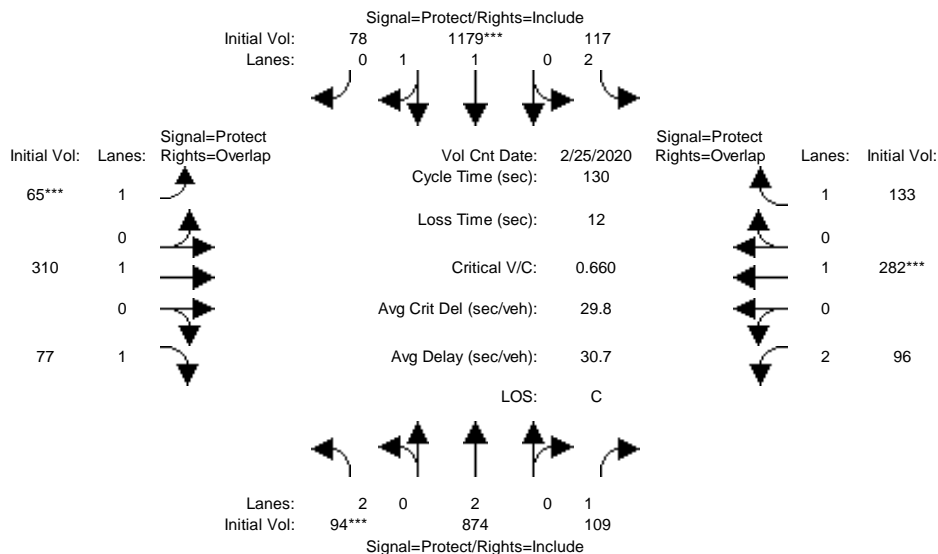 Signal=Protect/Rights=Include
Initial Vol: 78 1179*** 117
Lanes: 0 1 1 0 2
Signal=Protect Signal=Protect
Initial Vol: Lanes: Rights=Overlap Vol Cnt Date: 2/25/2020 Rights=Overlap Lanes: Initial Vol:
Cycle Time (sec): 130
65*** 1 1 133
Loss Time (sec): 12
0 0
310 1 Critical V/C: 0.660 1 282***
0 Avg Crit Del (sec/veh): 29.8 0
77 1 Avg Delay (sec/veh): 30.7 2 96
LOS: C
Lanes: 2 0 2 0 1
Initial Vol: 94*** 874 109
Signal=Protect/Rights=Include